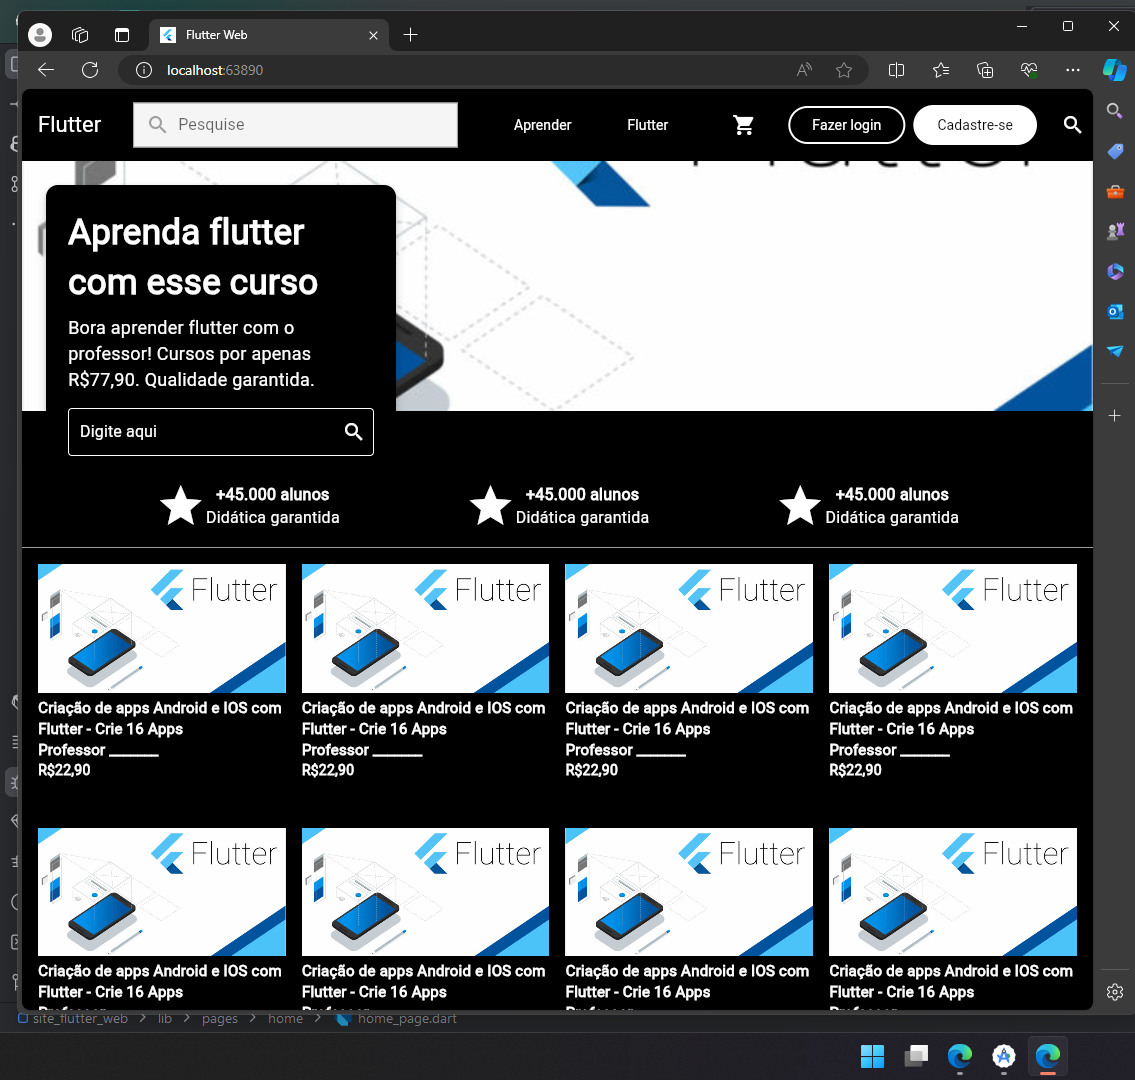 Flutter Web
localhost:63890
Flutter
Pesquise
Aprender
Flutter
Fazer login
Cadastre-se
Aprenda flutter
com esse curso
Bora aprender flutter com o
professor! Cursos por apenas
R$77,90. Qualidade garantida.
Digite aqui
+45.000 alunos
Didática garantida
+45.000 alunos
Didática garantida
+45.000 alunos
Didática garantida
Flutter
Criação de apps Android e IOS com
Flutter - Crie 16 Apps
Professor _______
R$22,90
Flutter
Criação de apps Android e IOS com
Flutter - Crie 16 Apps
Professor _______
R$22,90
Flutter
Criação de apps Android e IOS com
Flutter - Crie 16 Apps
Professor _______
R$22,90
Flutter
Criação de apps Android e IOS com
Flutter - Crie 16 Apps
Professor _______
R$22,90
Flutter
Criação de apps Android e IOS com
Flutter - Crie 16 Apps
Flutter
Criação de apps Android e IOS com
Flutter - Crie 16 Apps
Flutter
Criação de apps Android e IOS com
Flutter - Crie 16 Apps
Flutter
Criação de apps Android e IOS com
Flutter - Crie 16 Apps
site_flutter_web > lib > pages > home > home_page.dart